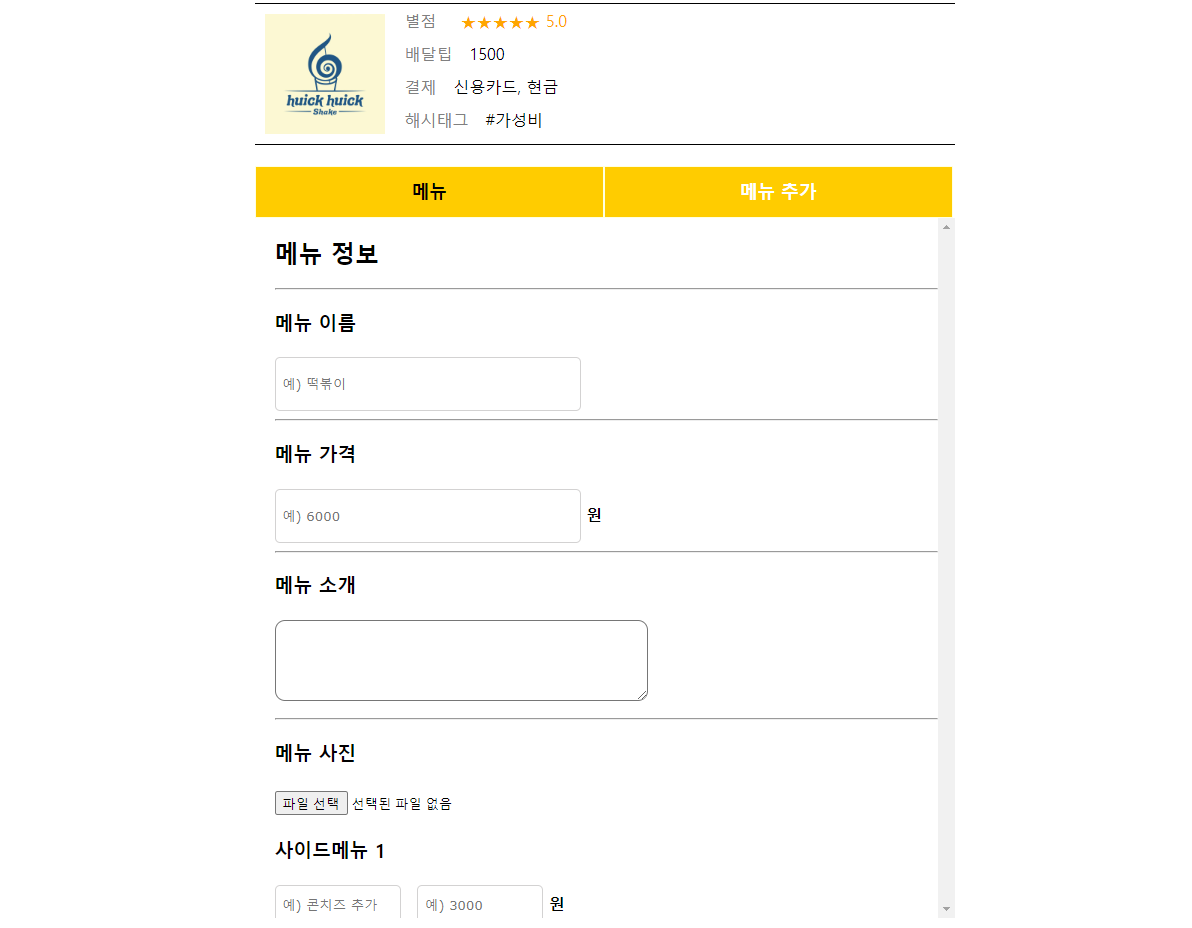 huick huick
Shake
별점 ★★★★★ 5.0
배달팁 1500
결제 신용카드, 현금
해시태그 #가성비
메뉴 메뉴 추가
메뉴 정보
메뉴 이름
예) 떡볶이
메뉴 가격
예) 6000 원
메뉴 소개
메뉴 사진
파일 선택 선택된 파일 없음
사이드메뉴 1
예) 콘치즈 추가 예) 3000 원